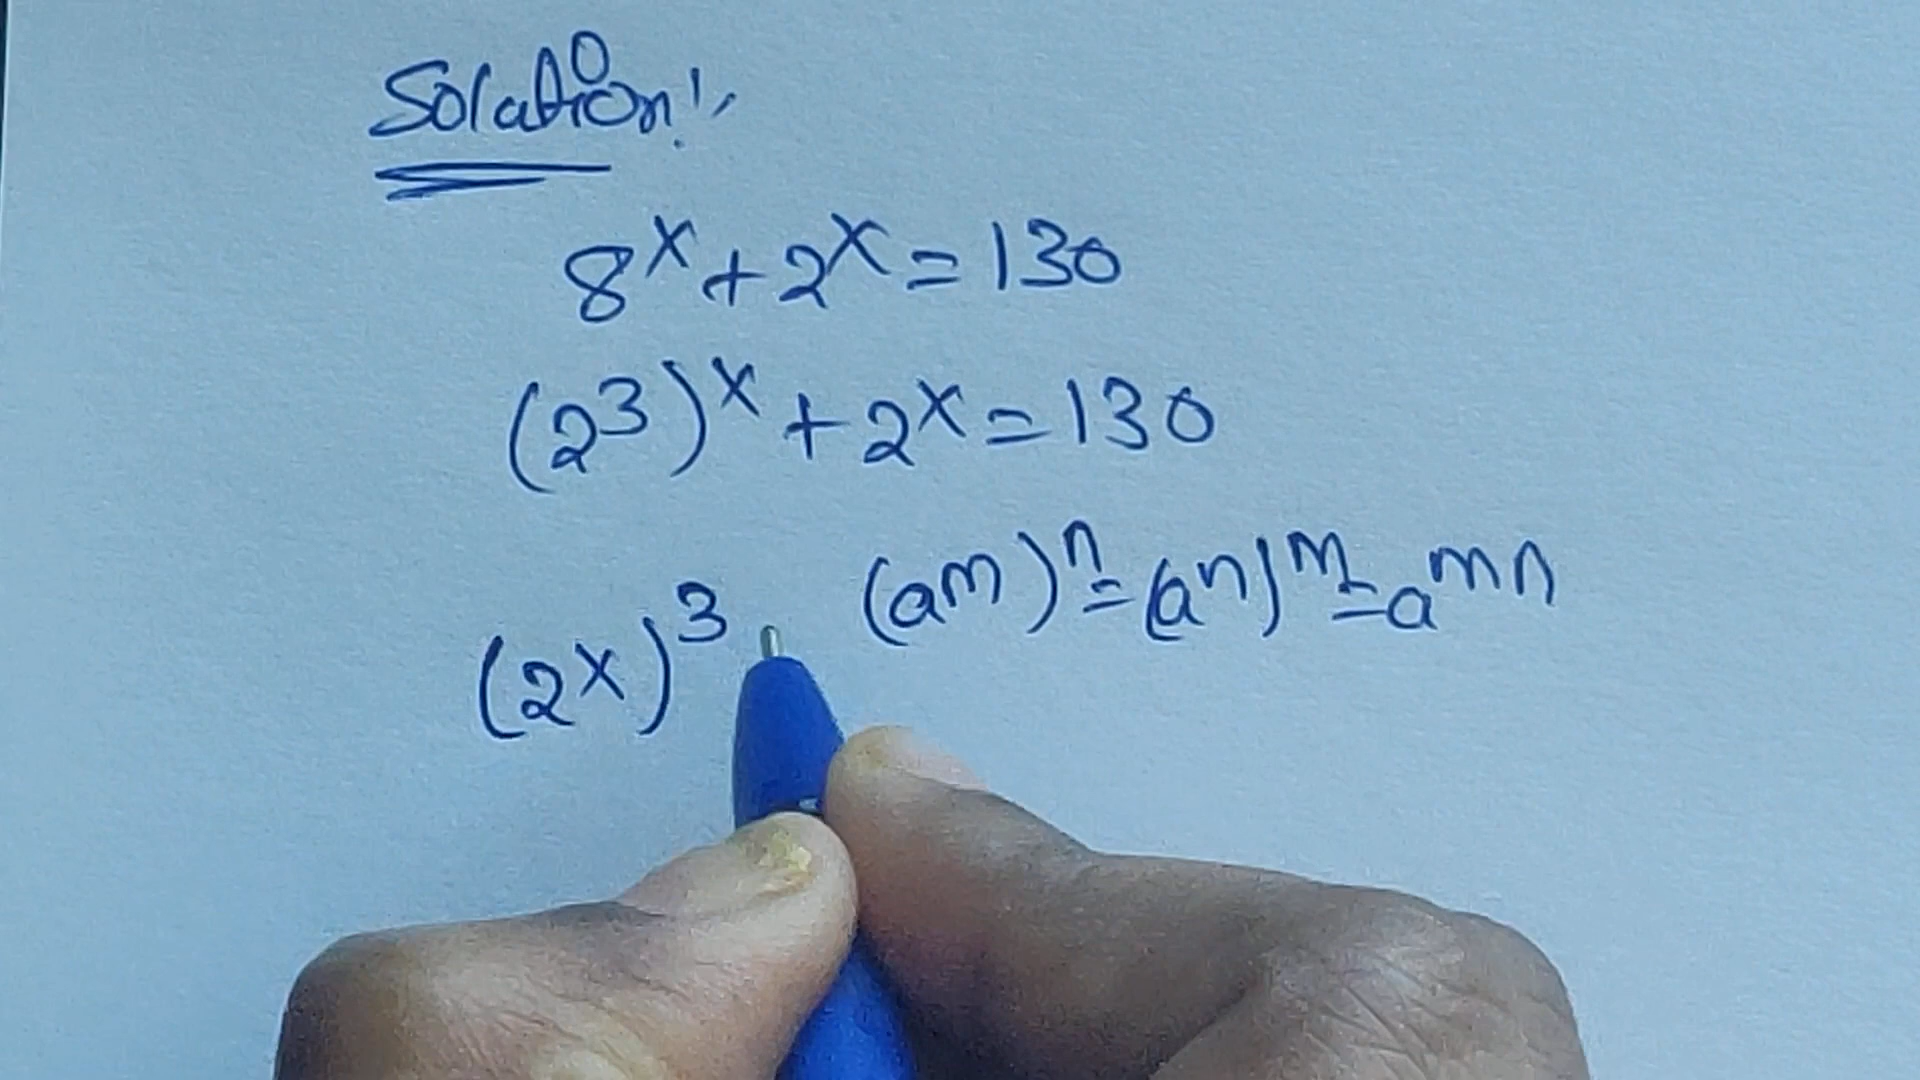 Solution:-
8^x + 2^x = 130
(2^3)^x + 2^x = 130
(a^m)^n = (a^n)^m = a^mn
(2^x)^3